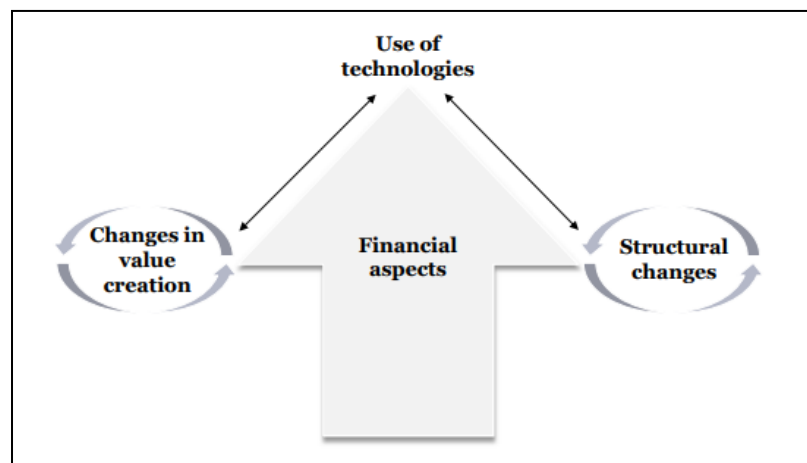 Use of
technologies
Changes in
value
creation
Financial
aspects
Structural
changes